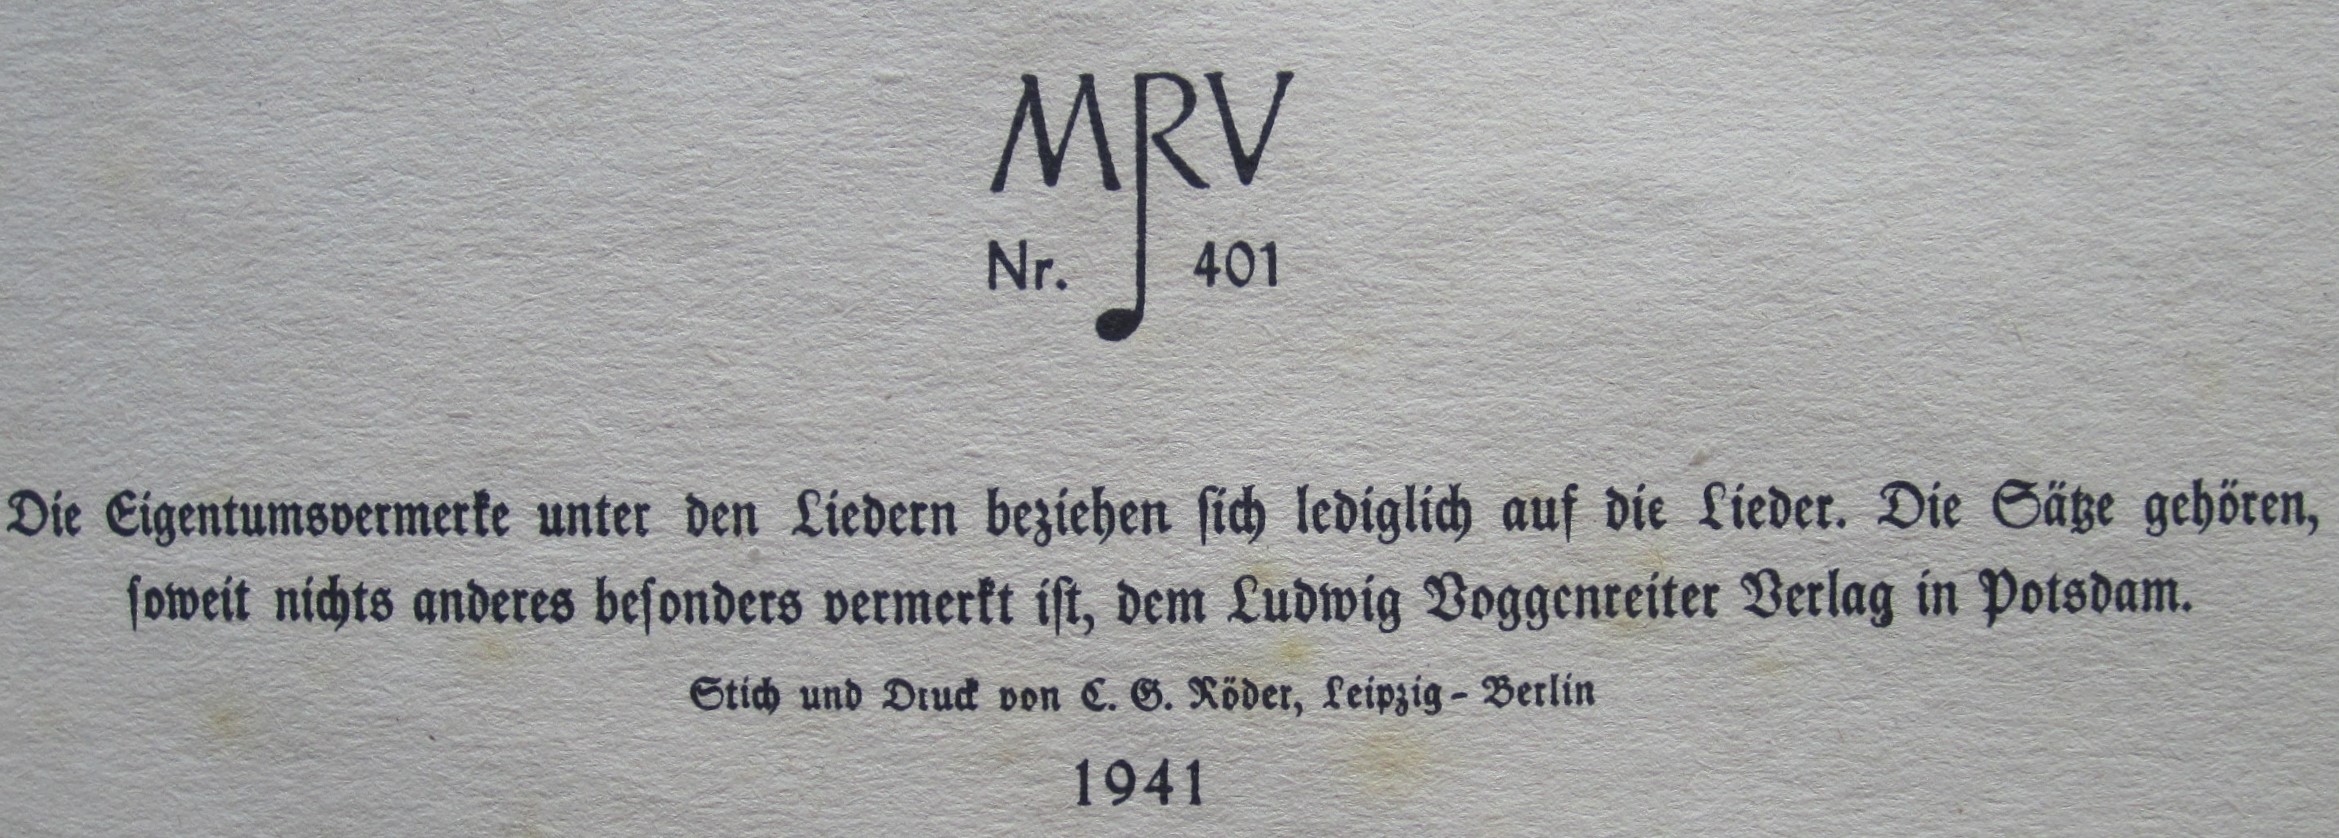 MRV
Nr. 401
Die Eigentumsvermerke unter den Liedern beziehen sich lediglich auf die Lieder. Die Sätze gehören,
soweit nichts anderes besonders vermerkt ist, dem Ludwig Voggenreiter Verlag in Potsdam.
Stich und Druck von C. G. Röder, Leipzig - Berlin
1941